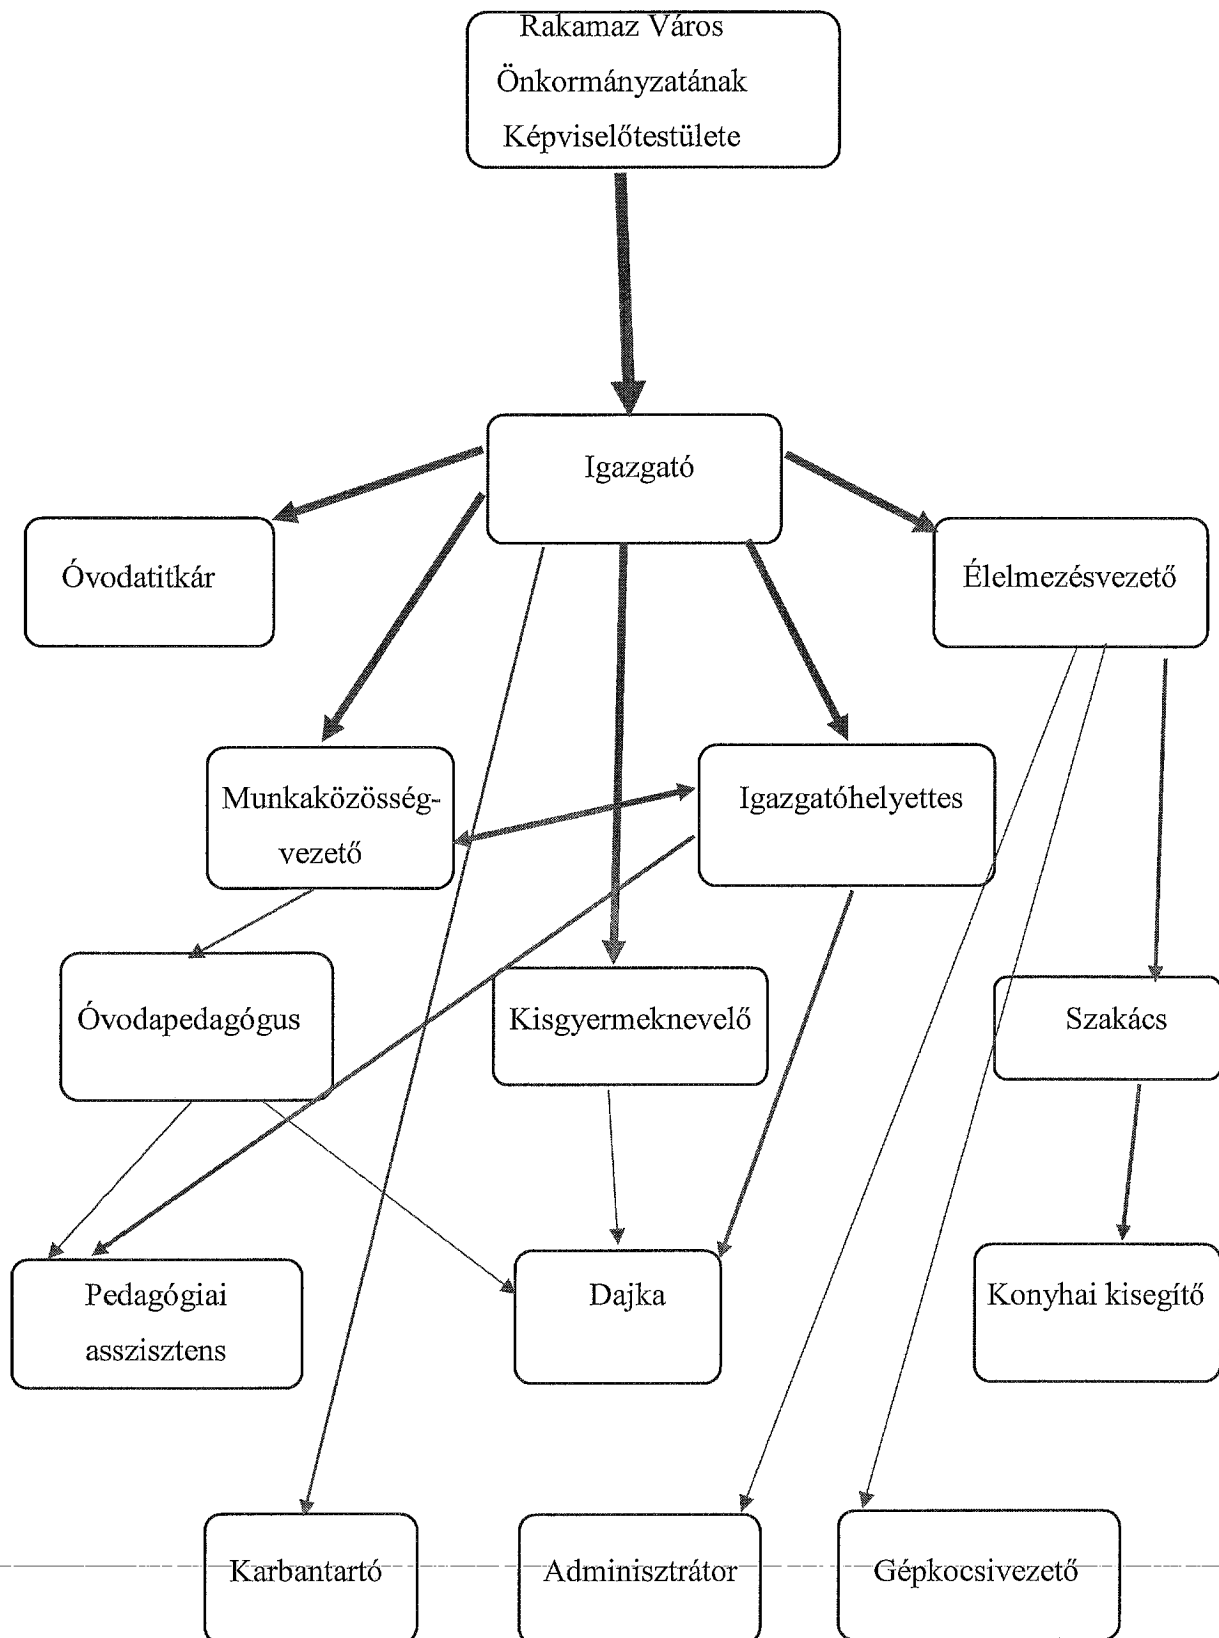 Rakamaz Város
Önkormányzatának
Képviselőtestülete
Igazgató
Óvodatitkár
Élelmezésvezető
Munkaközösség-
vezető
Igazgatóhelyettes
Óvodapedagógus
Kisgyermeknevelő
Szakács
Pedagógiai
asszisztens
Dajka
Konyhai kisegítő
Karbantartó
Adminisztrátor
Gépkocsivezető